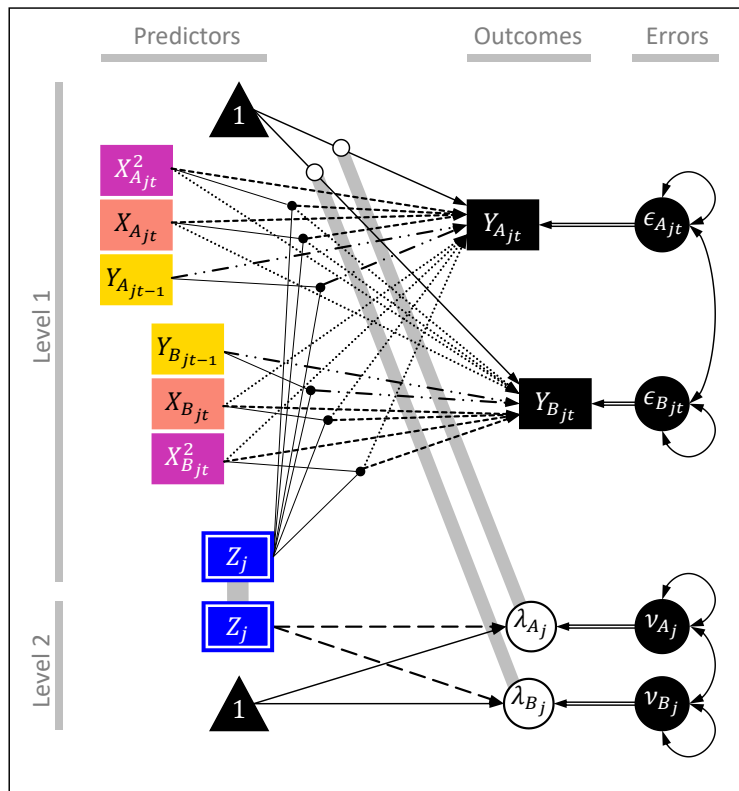 Predictors Outcomes Errors
Level 1
1
X²_{A_{jt}}
X_{A_{jt}}
Y_{A_{jt}} ϵ_{A_{jt}}
Y_{A_{jt−1}}
Y_{B_{jt−1}}
X_{B_{jt}}
Y_{B_{jt}} ϵ_{B_{jt}}
X²_{B_{jt}}
Z_j
Level 2
Z_j
λ_{A_j} ν_{A_j}
1
λ_{B_j} ν_{B_j}